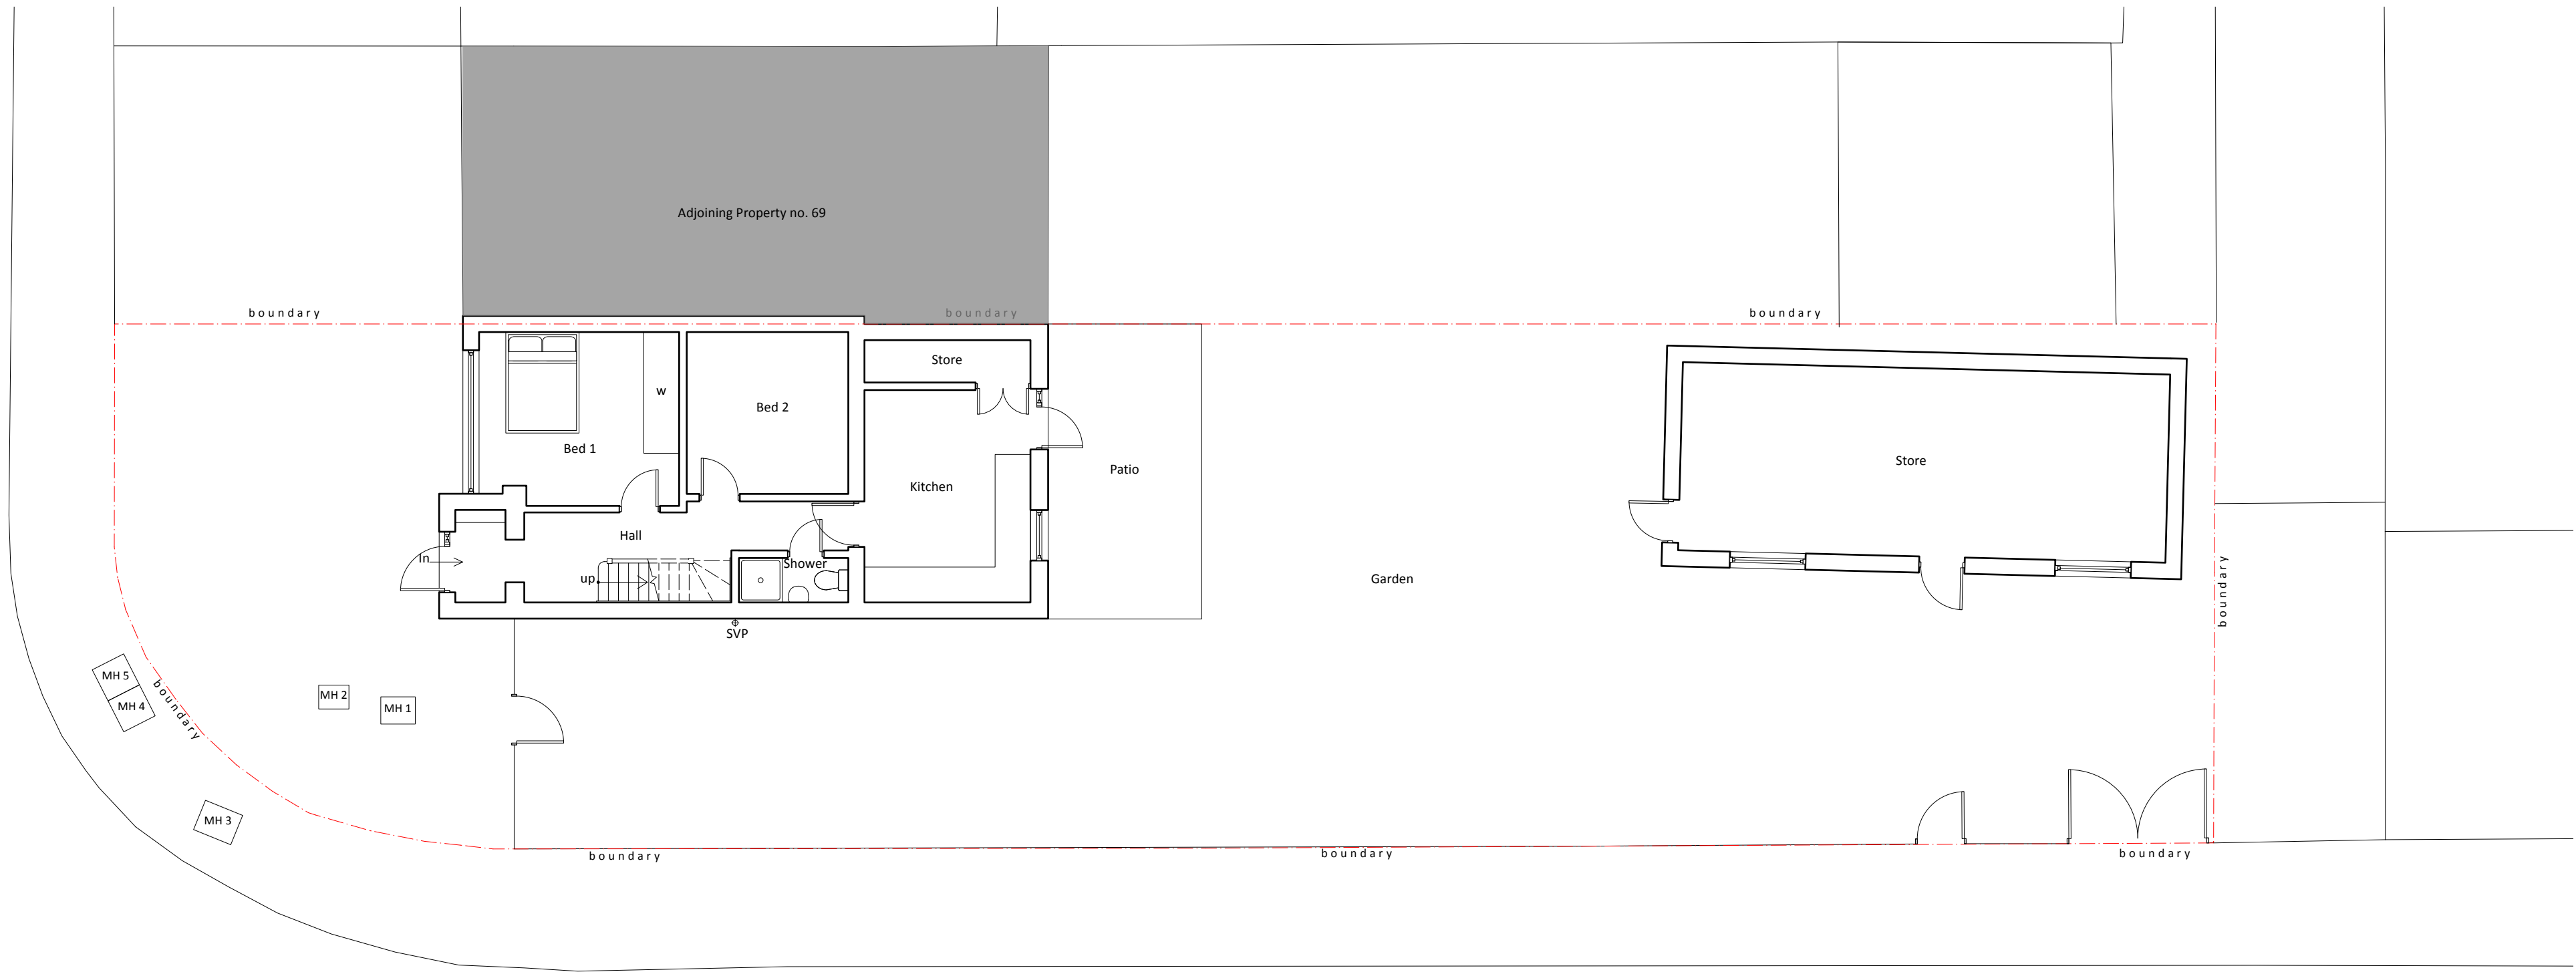 Adjoining Property no. 69
boundary
boundary
boundary
Store
W
Bed 1
Bed 2
Kitchen
Patio
Store
Hall
In
up
Shower
Garden
boundary
SVP
MH 5
MH 4
boundary
MH 2
MH 1
MH 3
boundary
boundary
boundary